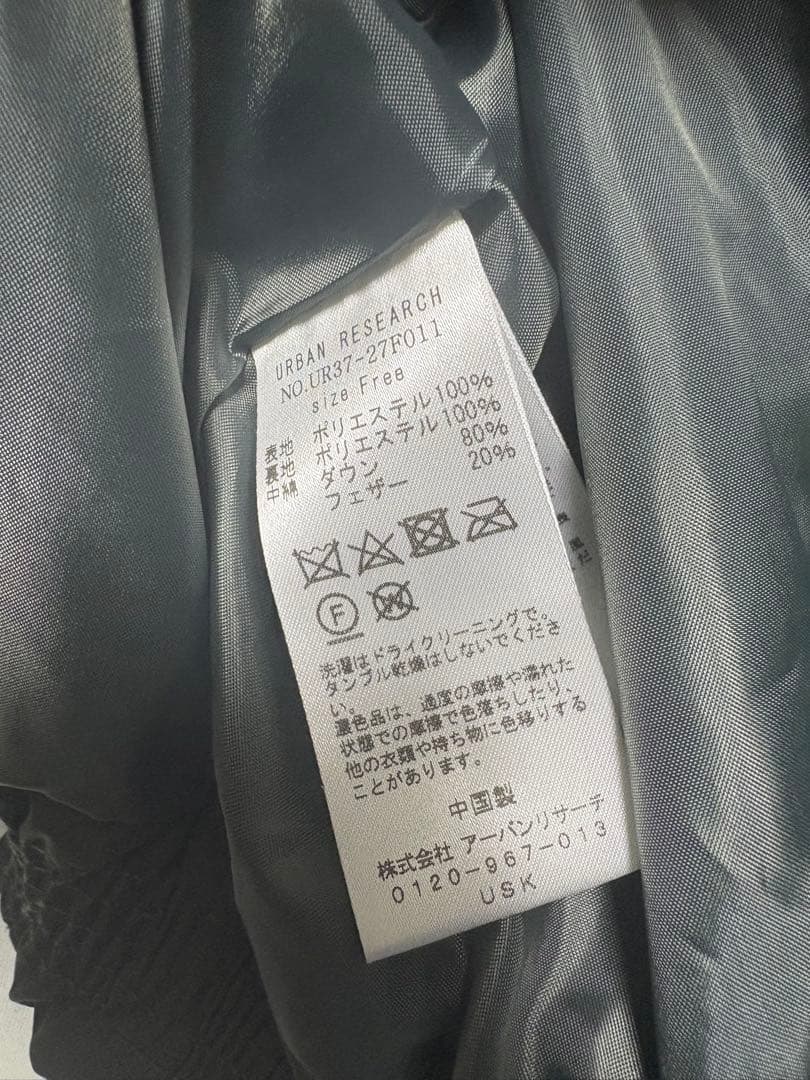 URBAN RESEARCH
NO.UR37-27F011
size Free
表地 ポリエステル100%
裏地 ポリエステル100%
中綿 ダウン 80%
フェザー 20%
F
W
洗濯はドライクリーニングで。
タンブル乾燥はしないでくださ
い。
濃色品は、過度の摩擦や濡れた
状態での摩擦で色落ちしたり、
他の衣類や持ち物に色移りする
ことがあります。
中国製
株式会社 アーバンリサーチ
0120-967-013
USK